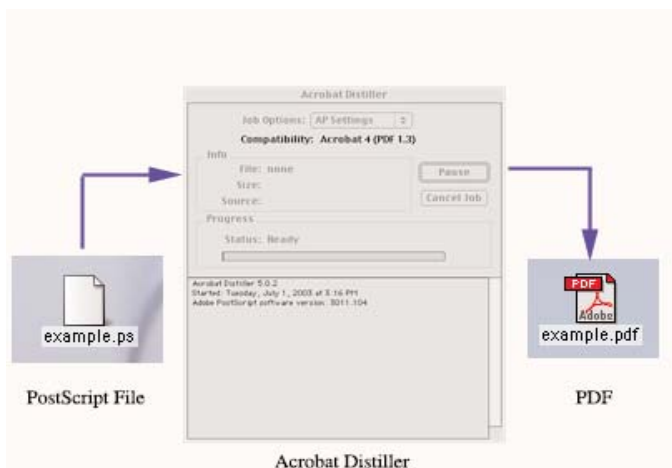 Acrobat Distiller
Job Options: AP Settings
Compatibility: Acrobat 4 (PDF 1.3)
Info
File: none
Size:
Source:
Pause
Cancel Job
Progress
Status: Ready
Acrobat Distiller 5.0.2
Started: Tuesday, July 1, 2003 at 3:16 PM
Adobe PostScript software version: 3011.104
example.ps
PostScript File
PDF
Adobe
example.pdf
PDF
Acrobat Distiller